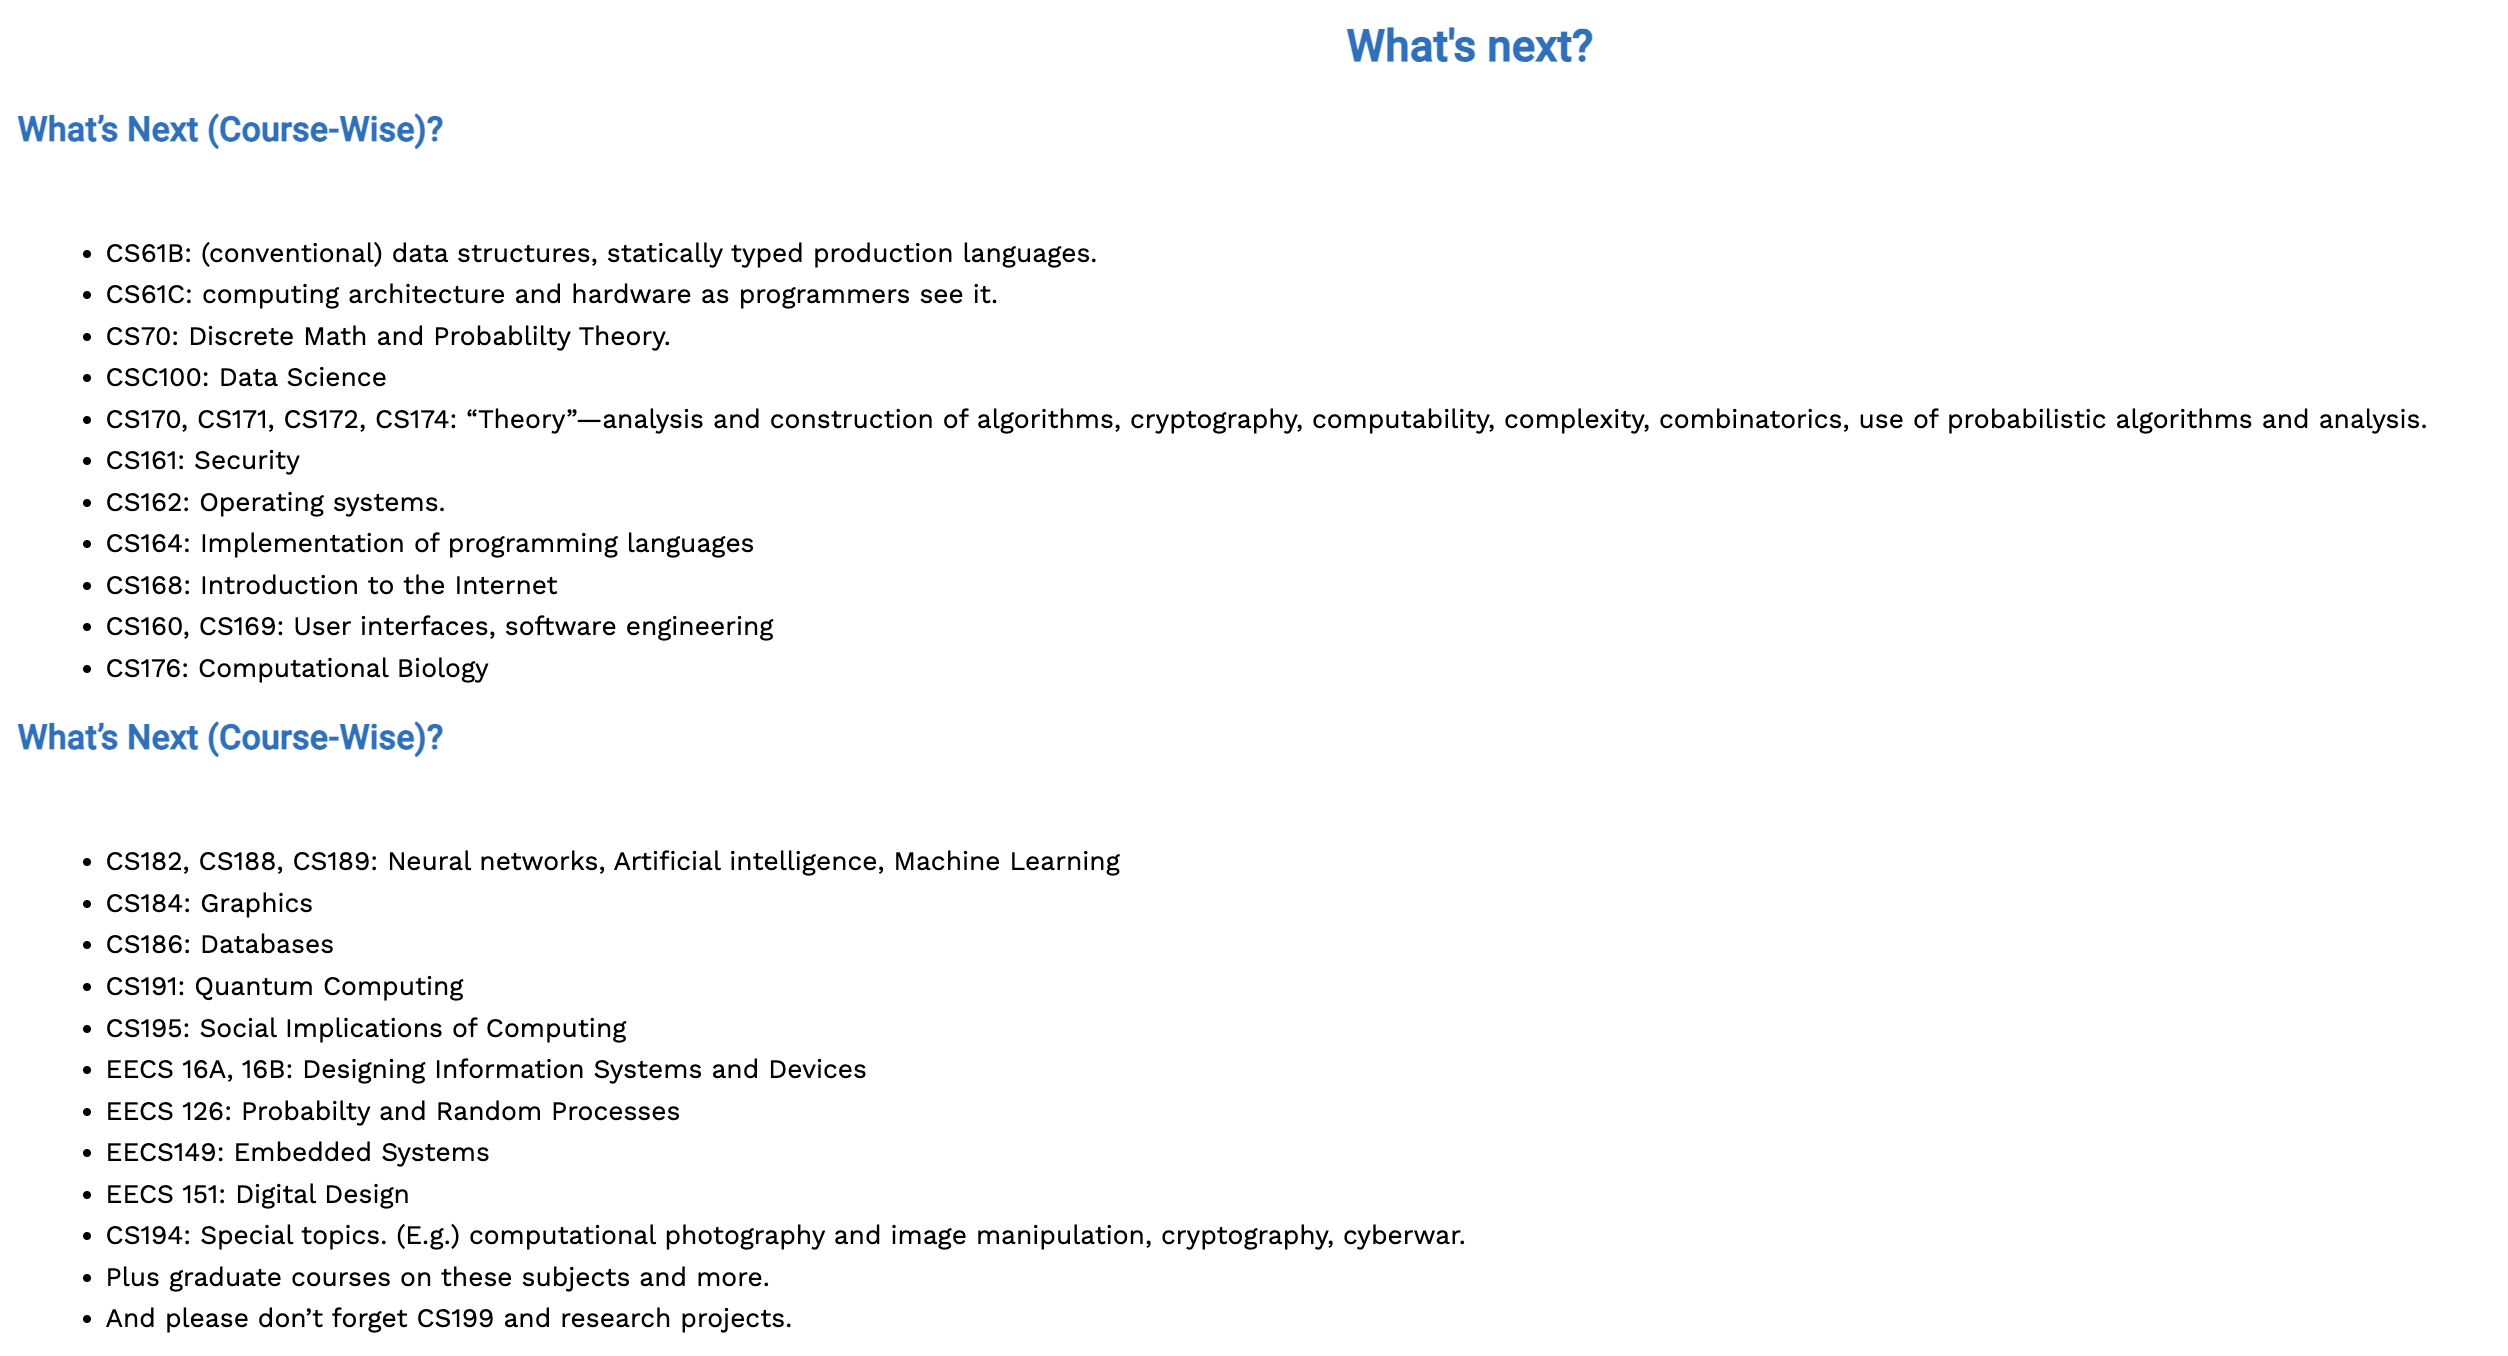 What's next?
What’s Next (Course-Wise)?
• CS61B: (conventional) data structures, statically typed production languages.
• CS61C: computing architecture and hardware as programmers see it.
• CS70: Discrete Math and Probablilty Theory.
• CSC100: Data Science
• CS170, CS171, CS172, CS174: “Theory”—analysis and construction of algorithms, cryptography, computability, complexity, combinatorics, use of probabilistic algorithms and analysis.
• CS161: Security
• CS162: Operating systems.
• CS164: Implementation of programming languages
• CS168: Introduction to the Internet
• CS160, CS169: User interfaces, software engineering
• CS176: Computational Biology
What’s Next (Course-Wise)?
• CS182, CS188, CS189: Neural networks, Artificial intelligence, Machine Learning
• CS184: Graphics
• CS186: Databases
• CS191: Quantum Computing
• CS195: Social Implications of Computing
• EECS 16A, 16B: Designing Information Systems and Devices
• EECS 126: Probabilty and Random Processes
• EECS149: Embedded Systems
• EECS 151: Digital Design
• CS194: Special topics. (E.g.) computational photography and image manipulation, cryptography, cyberwar.
• Plus graduate courses on these subjects and more.
• And please don’t forget CS199 and research projects.